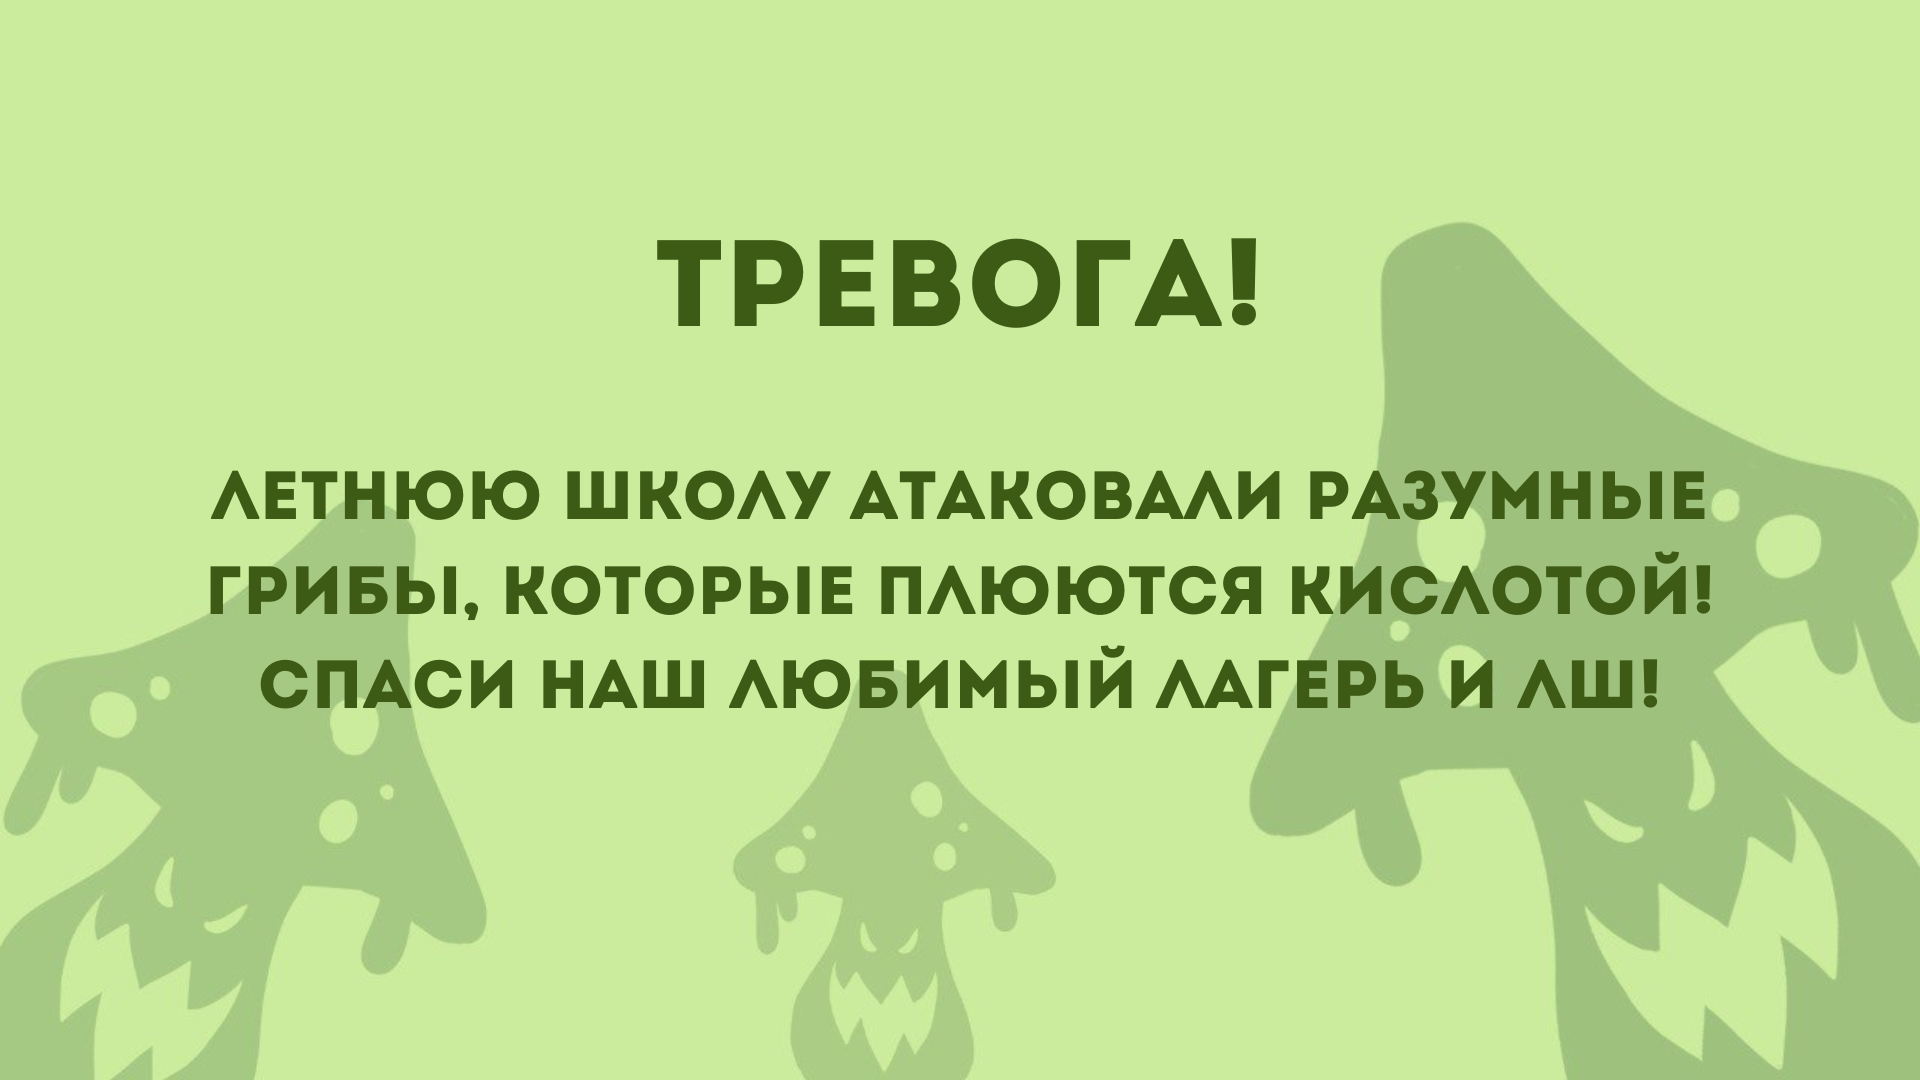 ТРЕВОГА!
ЛЕТНЮЮ ШКОЛУ АТАКОВАЛИ РАЗУМНЫЕ
ГРИБЫ, КОТОРЫЕ ПЛЮЮТСЯ КИСЛОТОЙ!
СПАСИ НАШ ЛЮБИМЫЙ ЛАГЕРЬ И ЛШ!